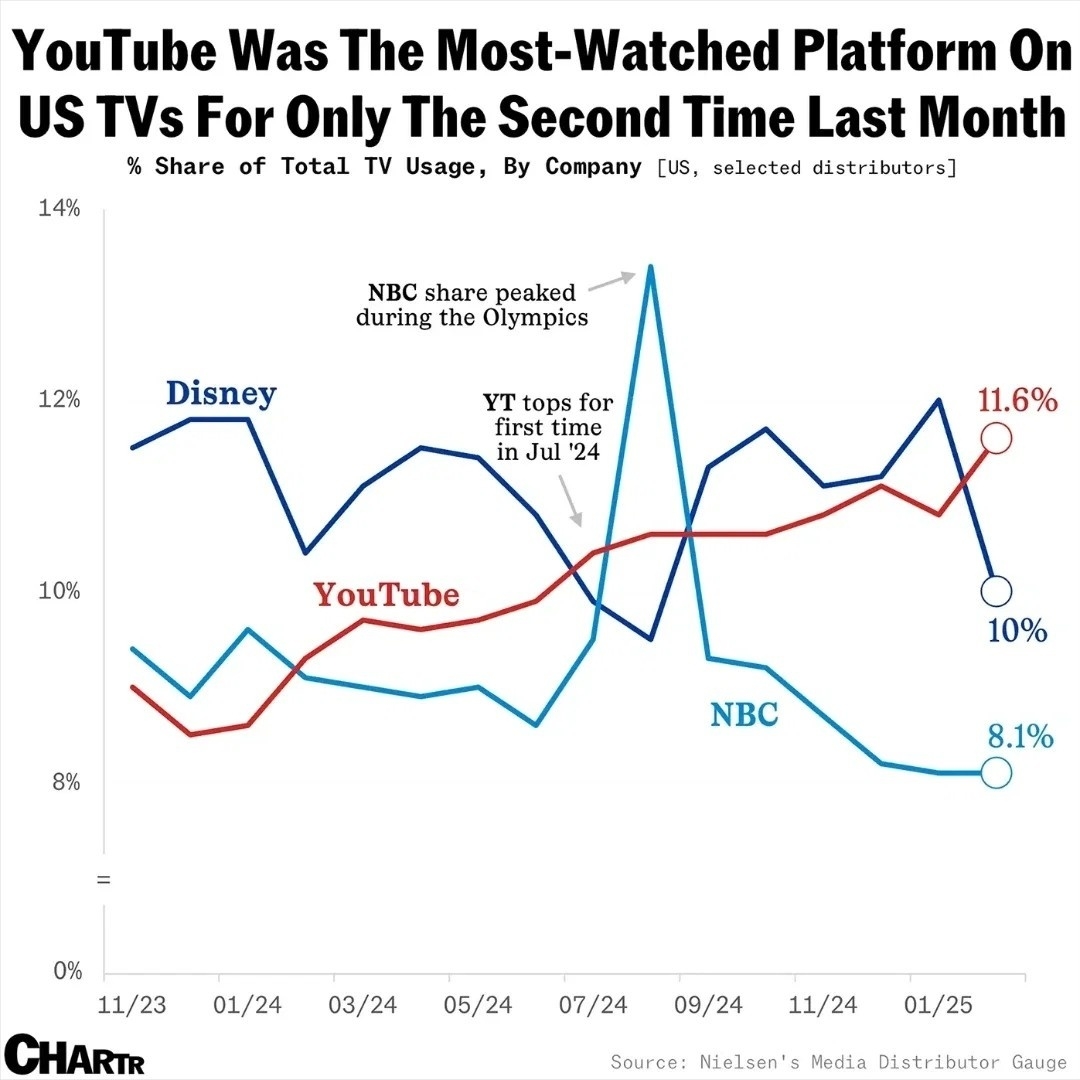 YouTube Was The Most-Watched Platform On
US TVs For Only The Second Time Last Month
% Share of Total TV Usage, By Company [US, selected distributors]
14%
NBC share peaked
during the Olympics
12%
Disney
YT tops for
first time
in Jul '24
11.6%
10%
YouTube
10%
NBC
8.1%
8%
=
0%
11/23 01/24 03/24 05/24 07/24 09/24 11/24 01/25
CHARTR
Source: Nielsen's Media Distributor Gauge